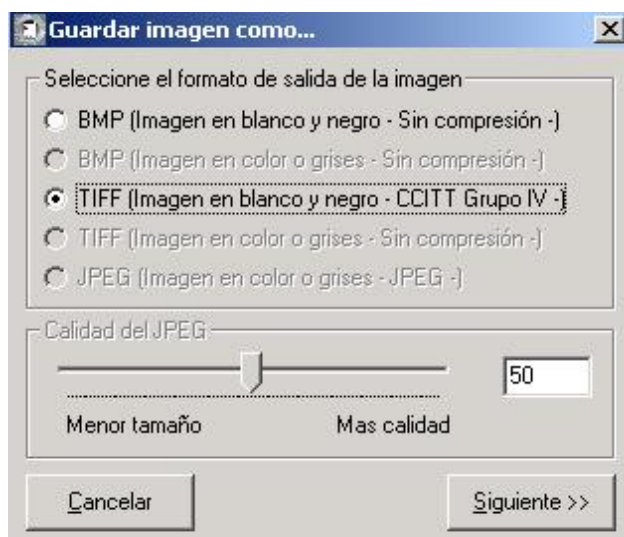 Guardar imagen como...
Seleccione el formato de salida de la imagen
BMP (Imagen en blanco y negro - Sin compresión -)
BMP (Imagen en color o grises - Sin compresión -)
TIFF (Imagen en blanco y negro - CCITT Grupo IV -)
TIFF (Imagen en color o grises - Sin compresión -)
JPEG (Imagen en color o grises - JPEG -)
Calidad del JPEG
50
Menor tamaño Mas calidad
Cancelar Siguiente >>